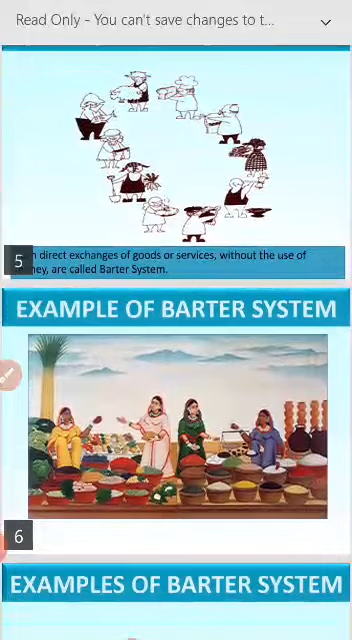 Read Only - You can't save changes to t...
5
direct exchanges of goods or services, without the use of
are called Barter System.
EXAMPLE OF BARTER SYSTEM
6
EXAMPLES OF BARTER SYSTEM